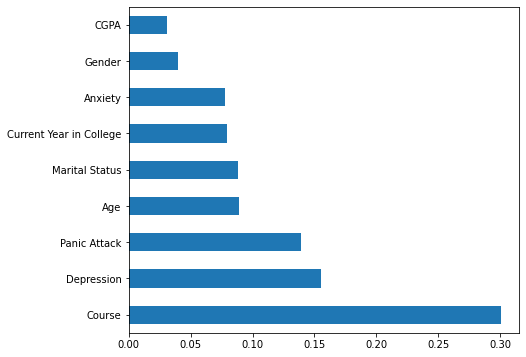 CGPA
Gender
Anxiety
Current Year in College
Marital Status
Age
Panic Attack
Depression
Course
0.00 0.05 0.10 0.15 0.20 0.25 0.30